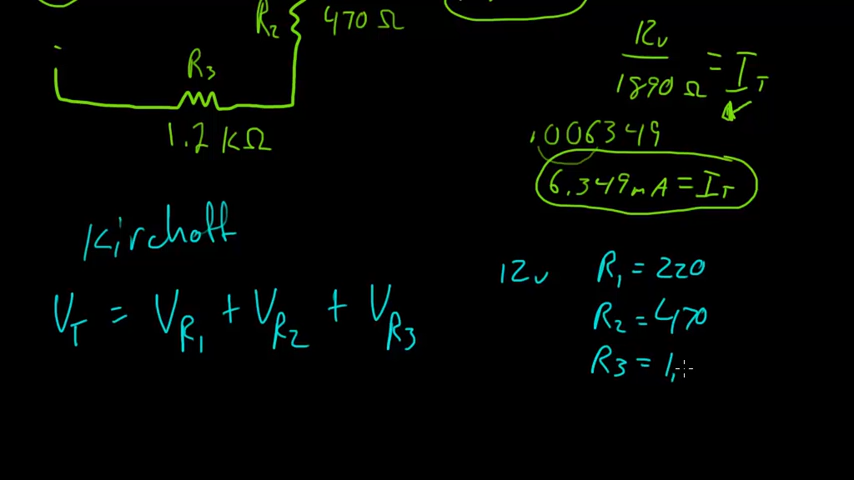 R2
470 Ω
R3
1.2 KΩ
12v
1890 Ω
= IT
.006349
6.349mA = IT
Kirchoff
VT = VR1 + VR2 + VR3
12v
R1 = 220
R2 = 470
R3 = 1,